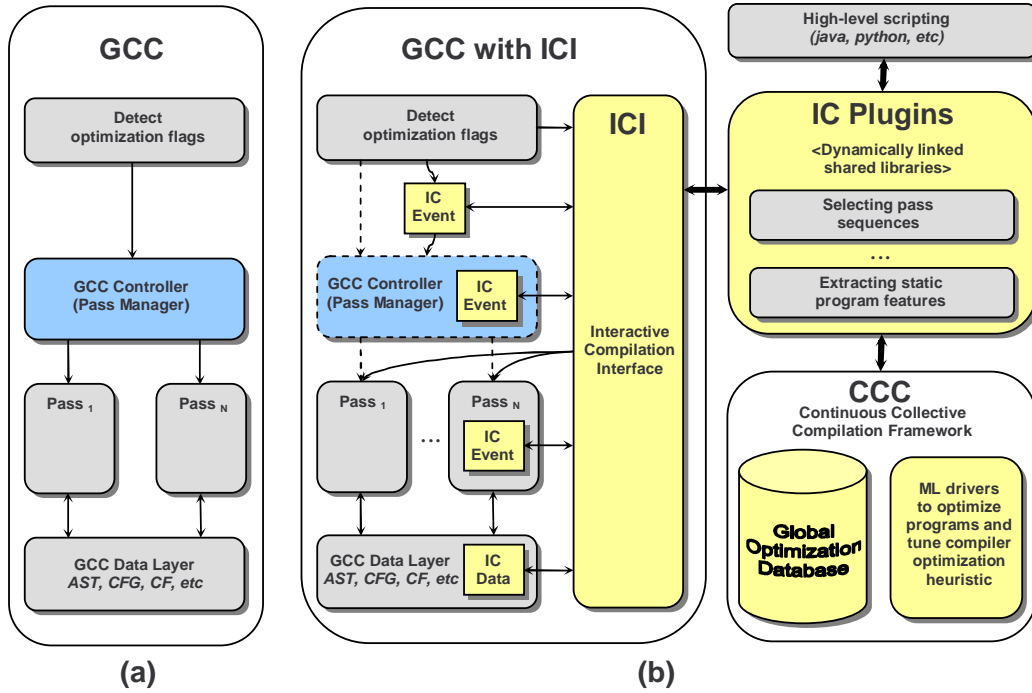 GCC
Detect
optimization flags
GCC Controller
(Pass Manager)
Pass 1
Pass N
GCC Data Layer
AST, CFG, CF, etc
(a)
GCC with ICI
Detect
optimization flags
IC
Event
GCC Controller
(Pass Manager)
IC
Event
Pass 1
...
Pass N
IC
Event
GCC Data Layer
AST, CFG, CF, etc
IC
Data
ICI
Interactive
Compilation
Interface
High-level scripting
(java, python, etc)
IC Plugins
<Dynamically linked
shared libraries>
Selecting pass
sequences
...
Extracting static
program features
CCC
Continuous Collective
Compilation Framework
Global
Optimization
Database
ML drivers
to optimize
programs and
tune compiler
optimization
heuristic
(b)